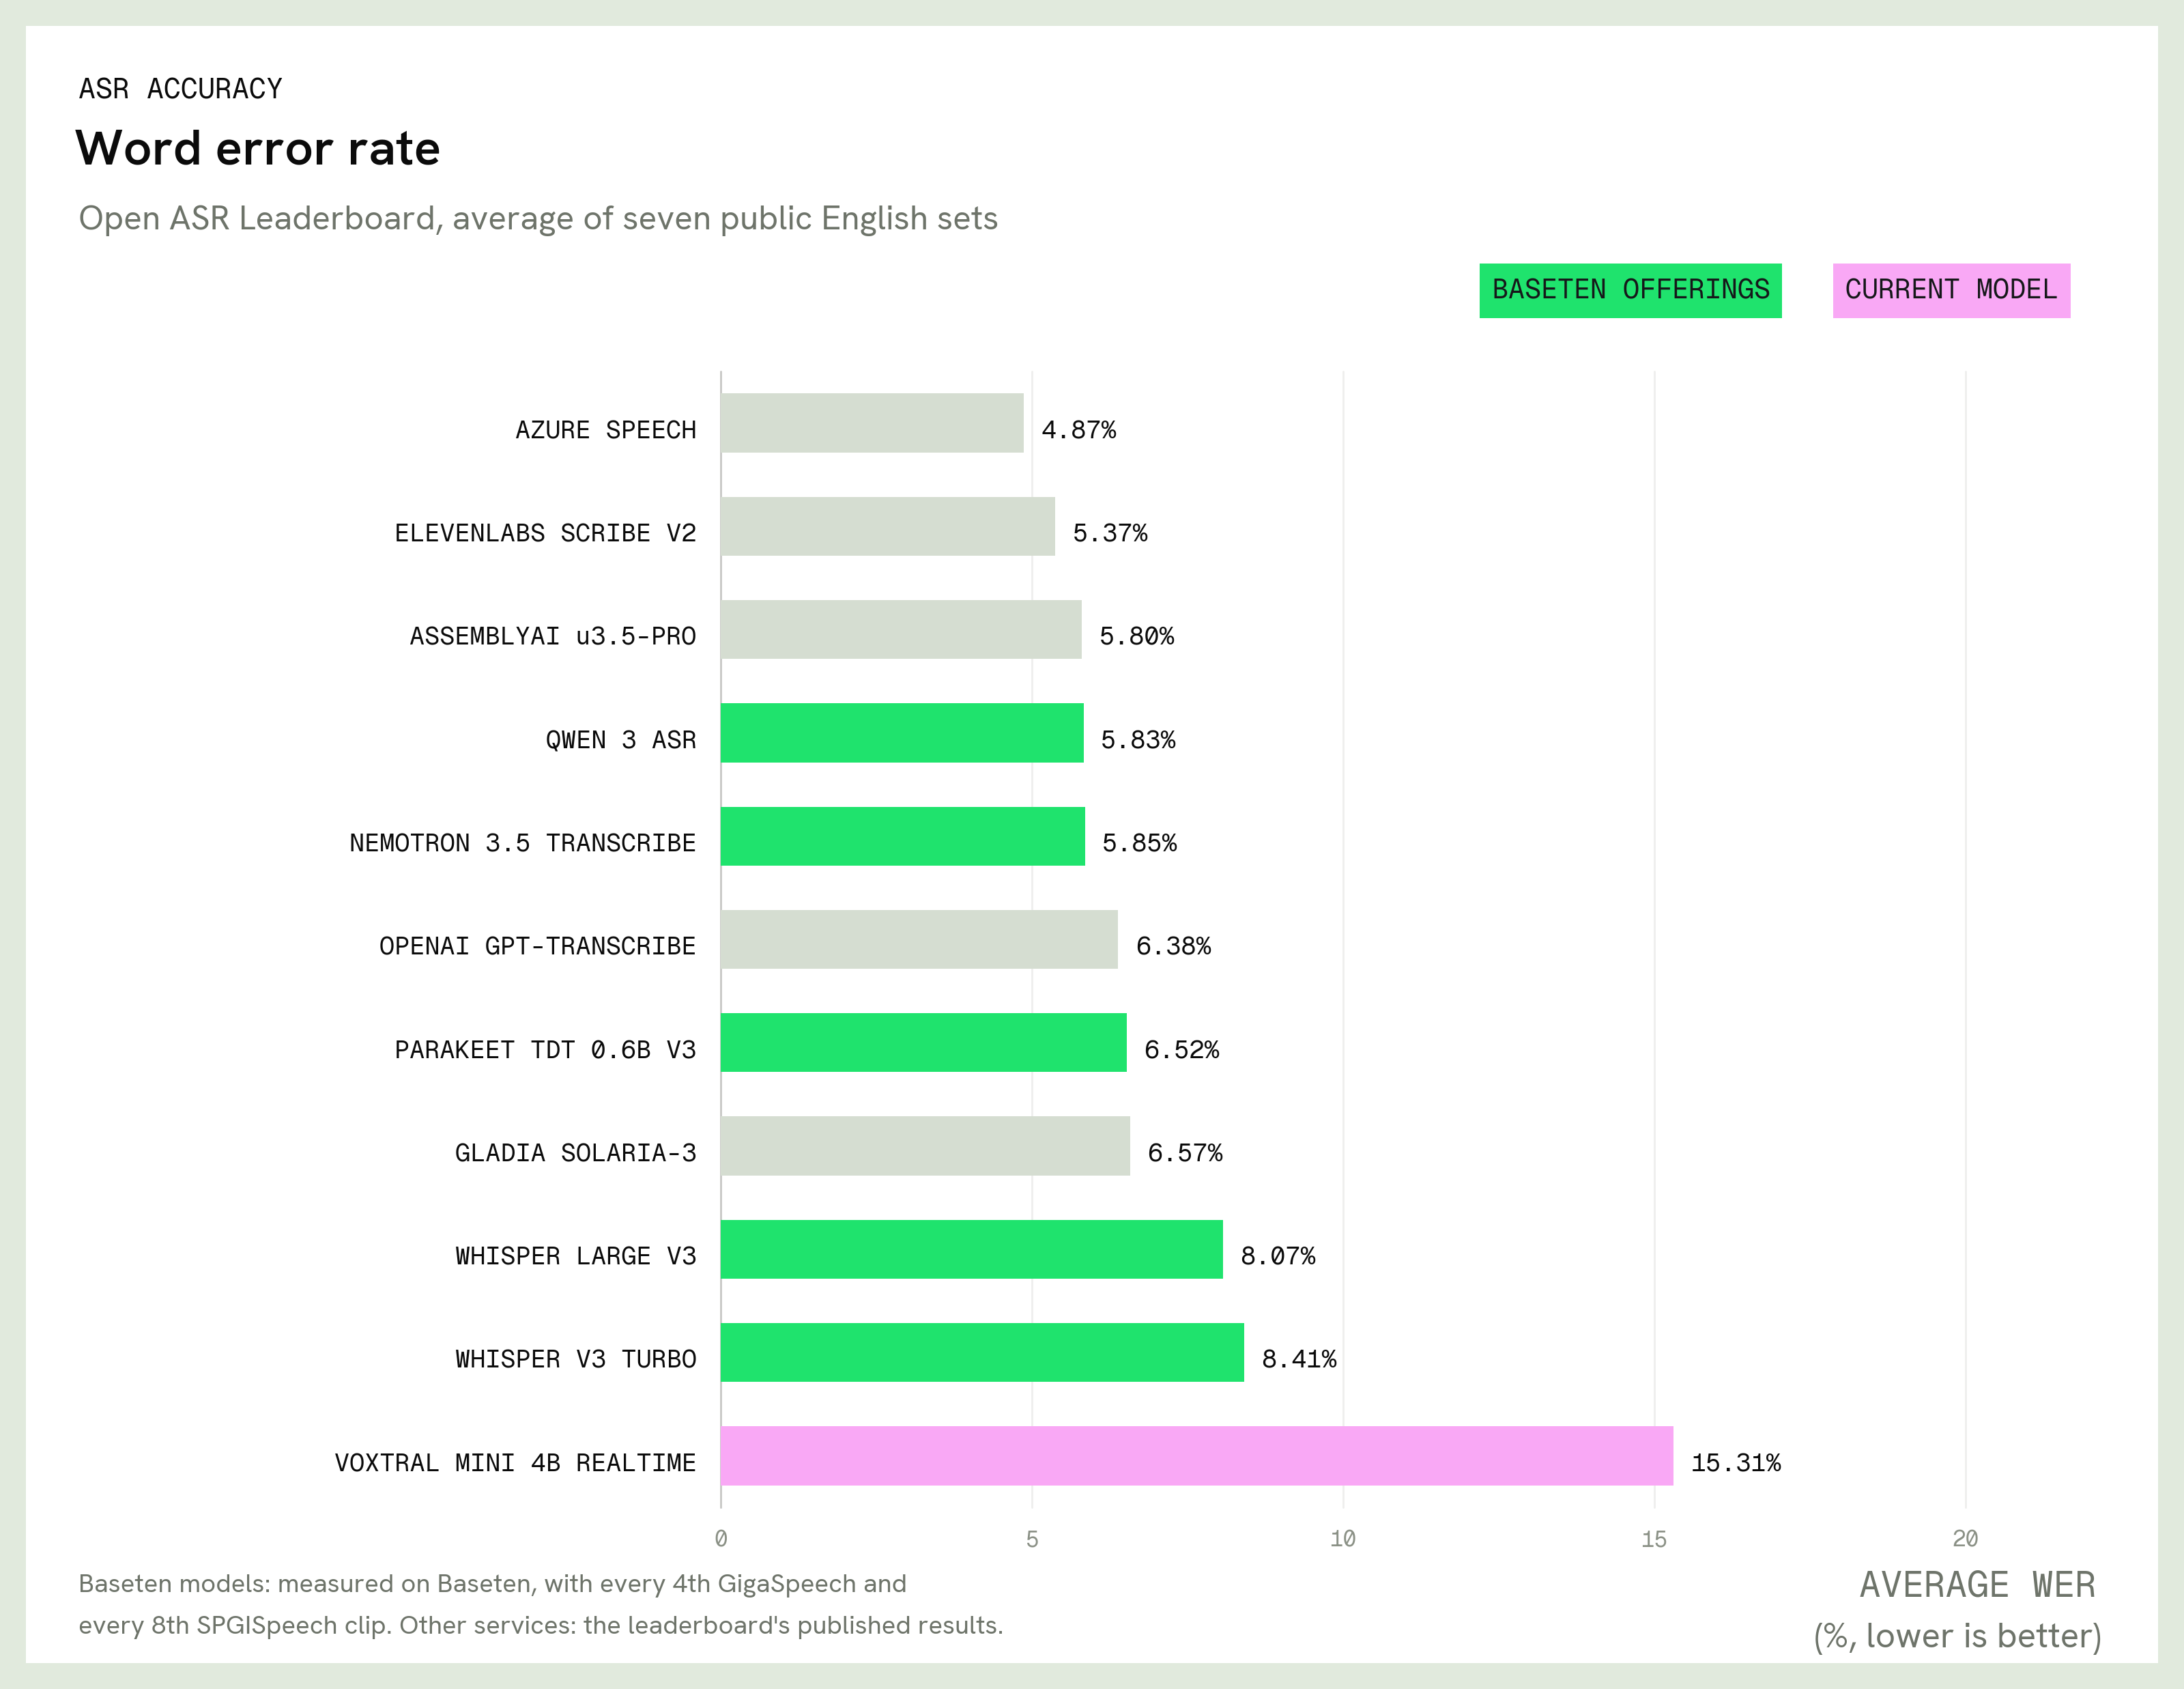 ASR ACCURACY
Word error rate
Open ASR Leaderboard, average of seven public English sets
BASETEN OFFERINGS
CURRENT MODEL
AZURE SPEECH 4.87%
ELEVENLABS SCRIBE V2 5.37%
ASSEMBLYAI u3.5-PRO 5.80%
QWEN 3 ASR 5.83%
NEMOTRON 3.5 TRANSCRIBE 5.85%
OPENAI GPT-TRANSCRIBE 6.38%
PARAKEET TDT 0.6B V3 6.52%
GLADIA SOLARIA-3 6.57%
WHISPER LARGE V3 8.07%
WHISPER V3 TURBO 8.41%
VOXTRAL MINI 4B REALTIME 15.31%
0 5 10 15 20
Baseten models: measured on Baseten, with every 4th GigaSpeech and
every 8th SPGISpeech clip. Other services: the leaderboard's published results.
AVERAGE WER
(%, lower is better)